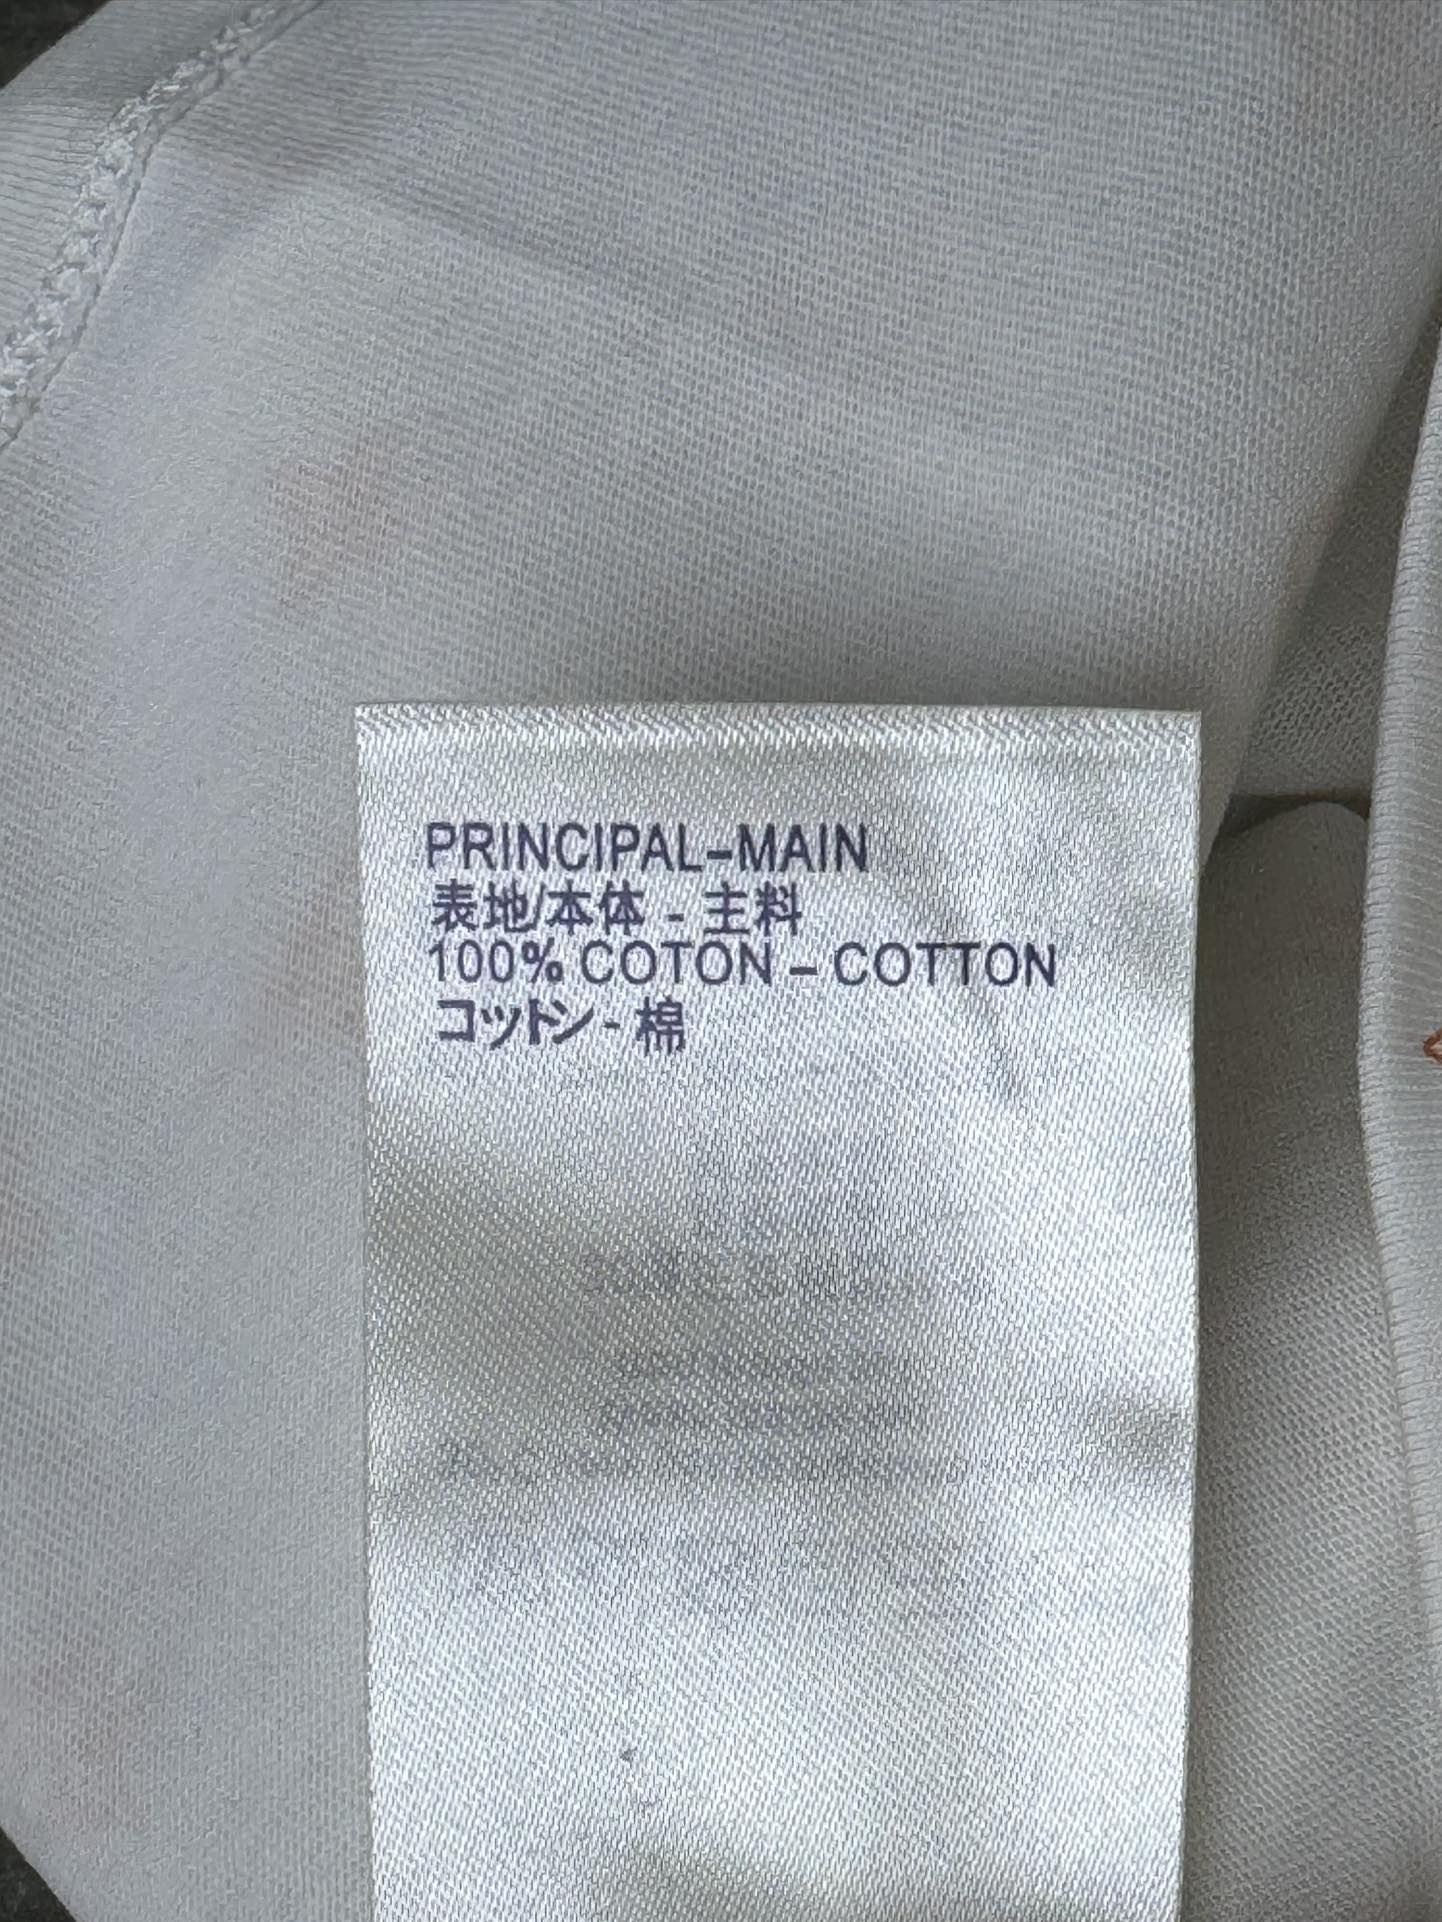 PRINCIPAL–MAIN
表地/本体 - 主料
100% COTON – COTTON
コットン - 棉